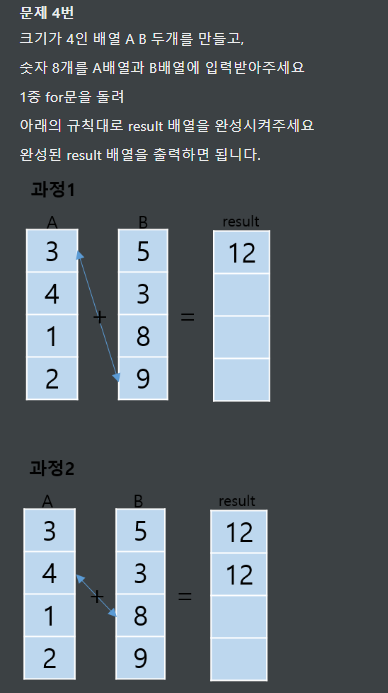 문제 4번
크기가 4인 배열 A B 두개를 만들고,
숫자 8개를 A배열과 B배열에 입력받아주세요
1중 for문을 돌려
아래의 규칙대로 result 배열을 완성시켜주세요
완성된 result 배열을 출력하면 됩니다.
과정1
A B result
3 5 12
4 3
+ =
1 8
2 9
과정2
A B result
3 5 12
4 3 12
+ =
1 8
2 9